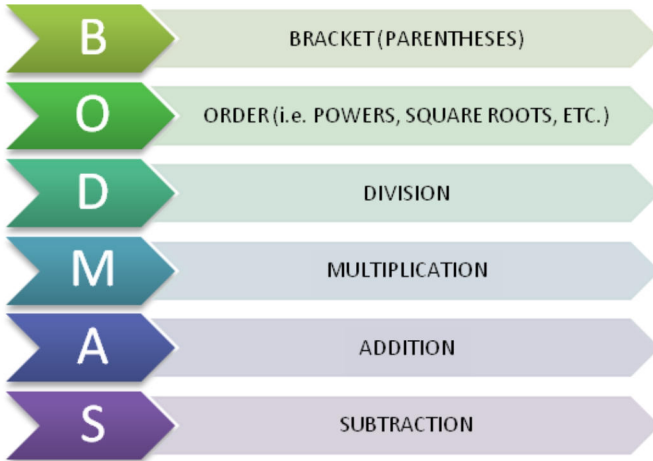 B BRACKET (PARENTHESES)
O ORDER (i.e. POWERS, SQUARE ROOTS, ETC.)
D DIVISION
M MULTIPLICATION
A ADDITION
S SUBTRACTION